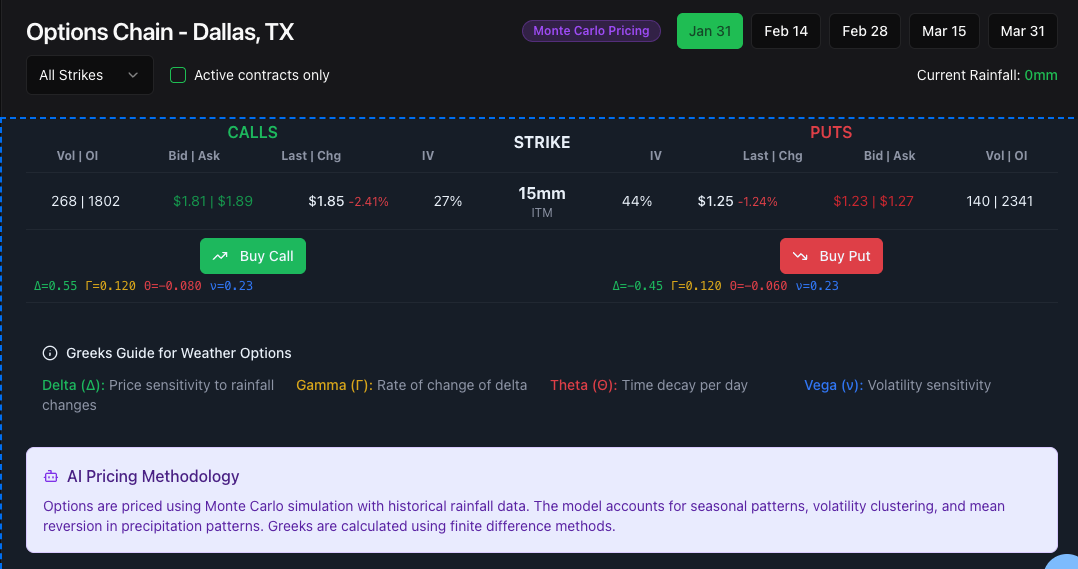 Options Chain - Dallas, TX
Monte Carlo Pricing
Jan 31
Feb 14
Feb 28
Mar 15
Mar 31
All Strikes
Active contracts only
Current Rainfall: 0mm
CALLS
STRIKE
PUTS
Vol | OI
Bid | Ask
Last | Chg
IV
IV
Last | Chg
Bid | Ask
Vol | OI
268 | 1802
$1.81 | $1.89
$1.85 -2.41%
27%
15mm
ITM
44%
$1.25 -1.24%
$1.23 | $1.27
140 | 2341
Buy Call
Buy Put
Δ=0.55 Γ=0.120 θ=-0.080 ν=0.23
Δ=-0.45 Γ=0.120 θ=-0.060 ν=0.23
Greeks Guide for Weather Options
Delta (Δ): Price sensitivity to rainfall
changes
Gamma (Γ): Rate of change of delta
Theta (Θ): Time decay per day
Vega (ν): Volatility sensitivity
AI Pricing Methodology
Options are priced using Monte Carlo simulation with historical rainfall data. The model accounts for seasonal patterns, volatility clustering, and mean
reversion in precipitation patterns. Greeks are calculated using finite difference methods.